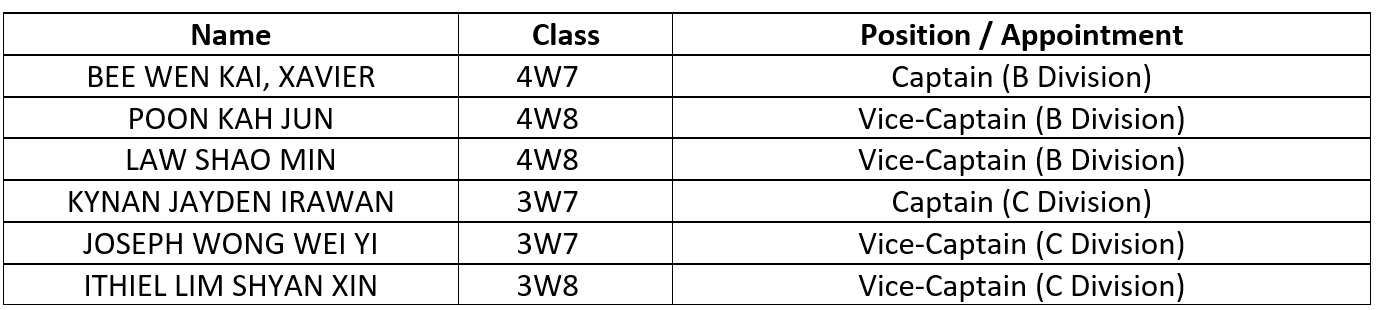 Name Class Position / Appointment
BEE WEN KAI, XAVIER 4W7 Captain (B Division)
POON KAH JUN 4W8 Vice-Captain (B Division)
LAW SHAO MIN 4W8 Vice-Captain (B Division)
KYNAN JAYDEN IRAWAN 3W7 Captain (C Division)
JOSEPH WONG WEI YI 3W7 Vice-Captain (C Division)
ITHIEL LIM SHYAN XIN 3W8 Vice-Captain (C Division)